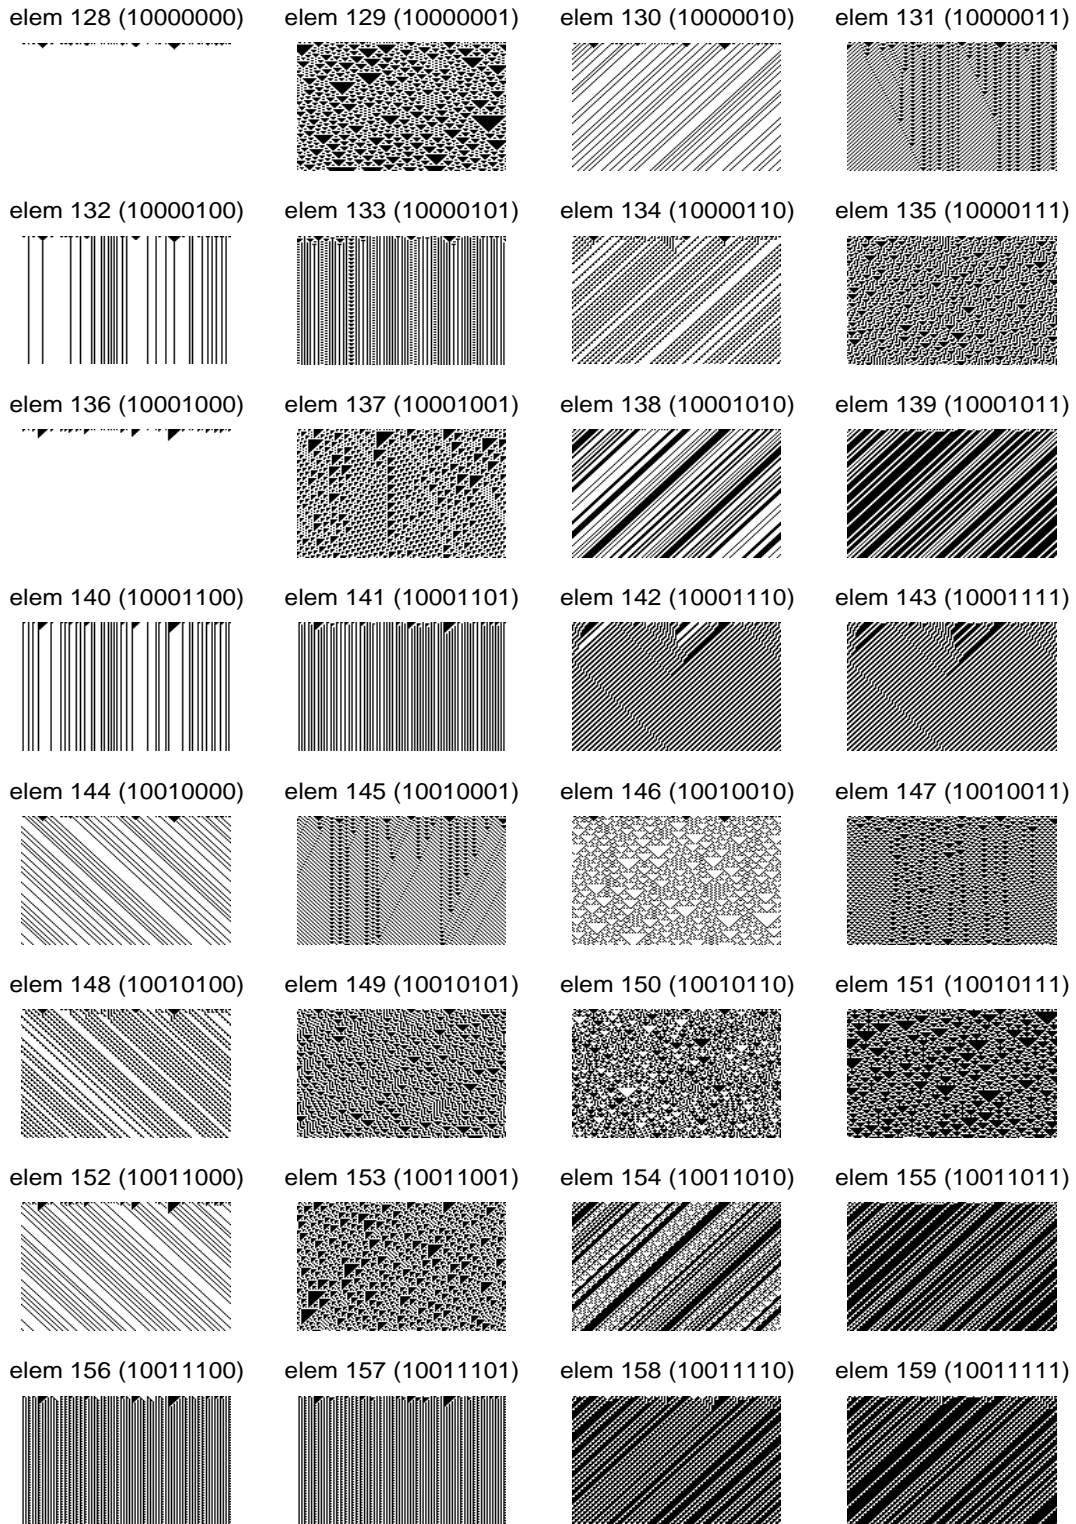 elem 128 (10000000) elem 129 (10000001) elem 130 (10000010) elem 131 (10000011)
elem 132 (10000100) elem 133 (10000101) elem 134 (10000110) elem 135 (10000111)
elem 136 (10001000) elem 137 (10001001) elem 138 (10001010) elem 139 (10001011)
elem 140 (10001100) elem 141 (10001101) elem 142 (10001110) elem 143 (10001111)
elem 144 (10010000) elem 145 (10010001) elem 146 (10010010) elem 147 (10010011)
elem 148 (10010100) elem 149 (10010101) elem 150 (10010110) elem 151 (10010111)
elem 152 (10011000) elem 153 (10011001) elem 154 (10011010) elem 155 (10011011)
elem 156 (10011100) elem 157 (10011101) elem 158 (10011110) elem 159 (10011111)